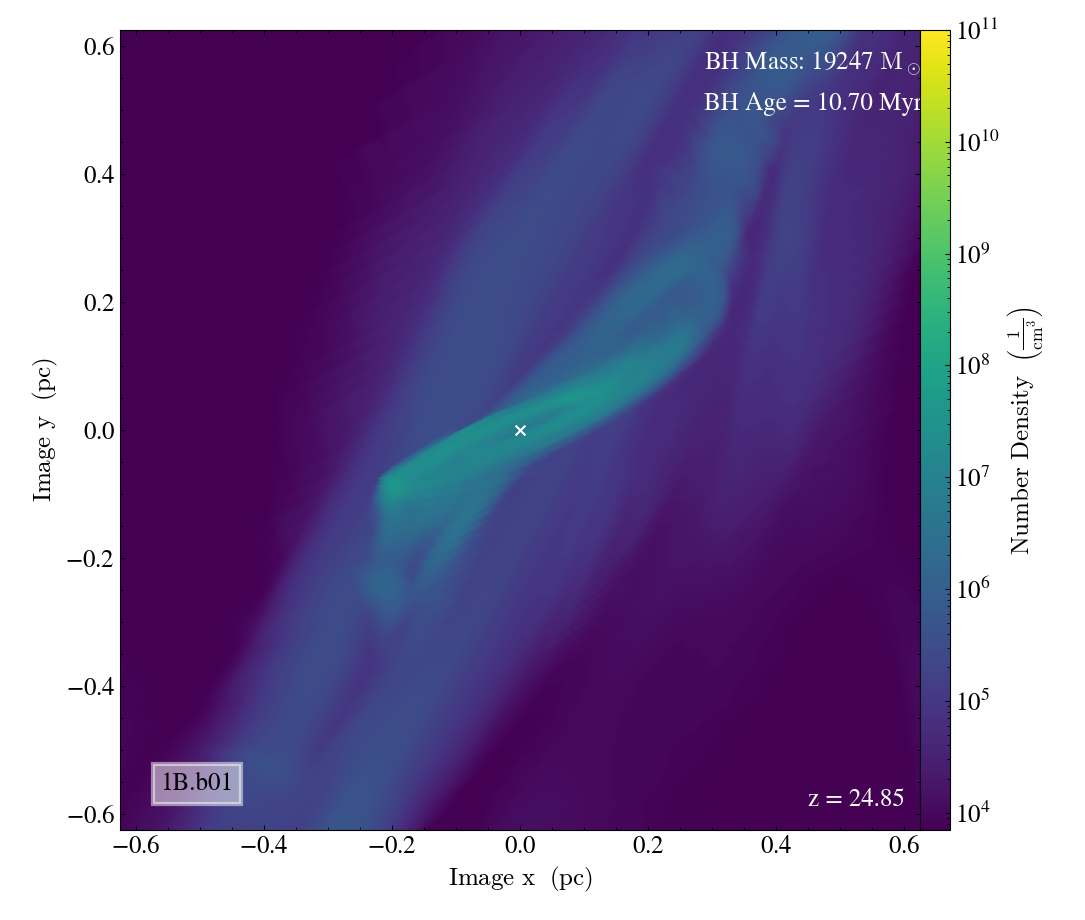 BH Mass: 19247 M☉
BH Age = 10.70 Myr
1B.b01
z = 24.85
0.6
0.4
0.2
0.0
−0.2
−0.4
−0.6
−0.6 −0.4 −0.2 0.0 0.2 0.4 0.6
Image x (pc)
Image y (pc)
10¹¹
10¹⁰
10⁹
10⁸
10⁷
10⁶
10⁵
10⁴
Number Density (1/cm³)